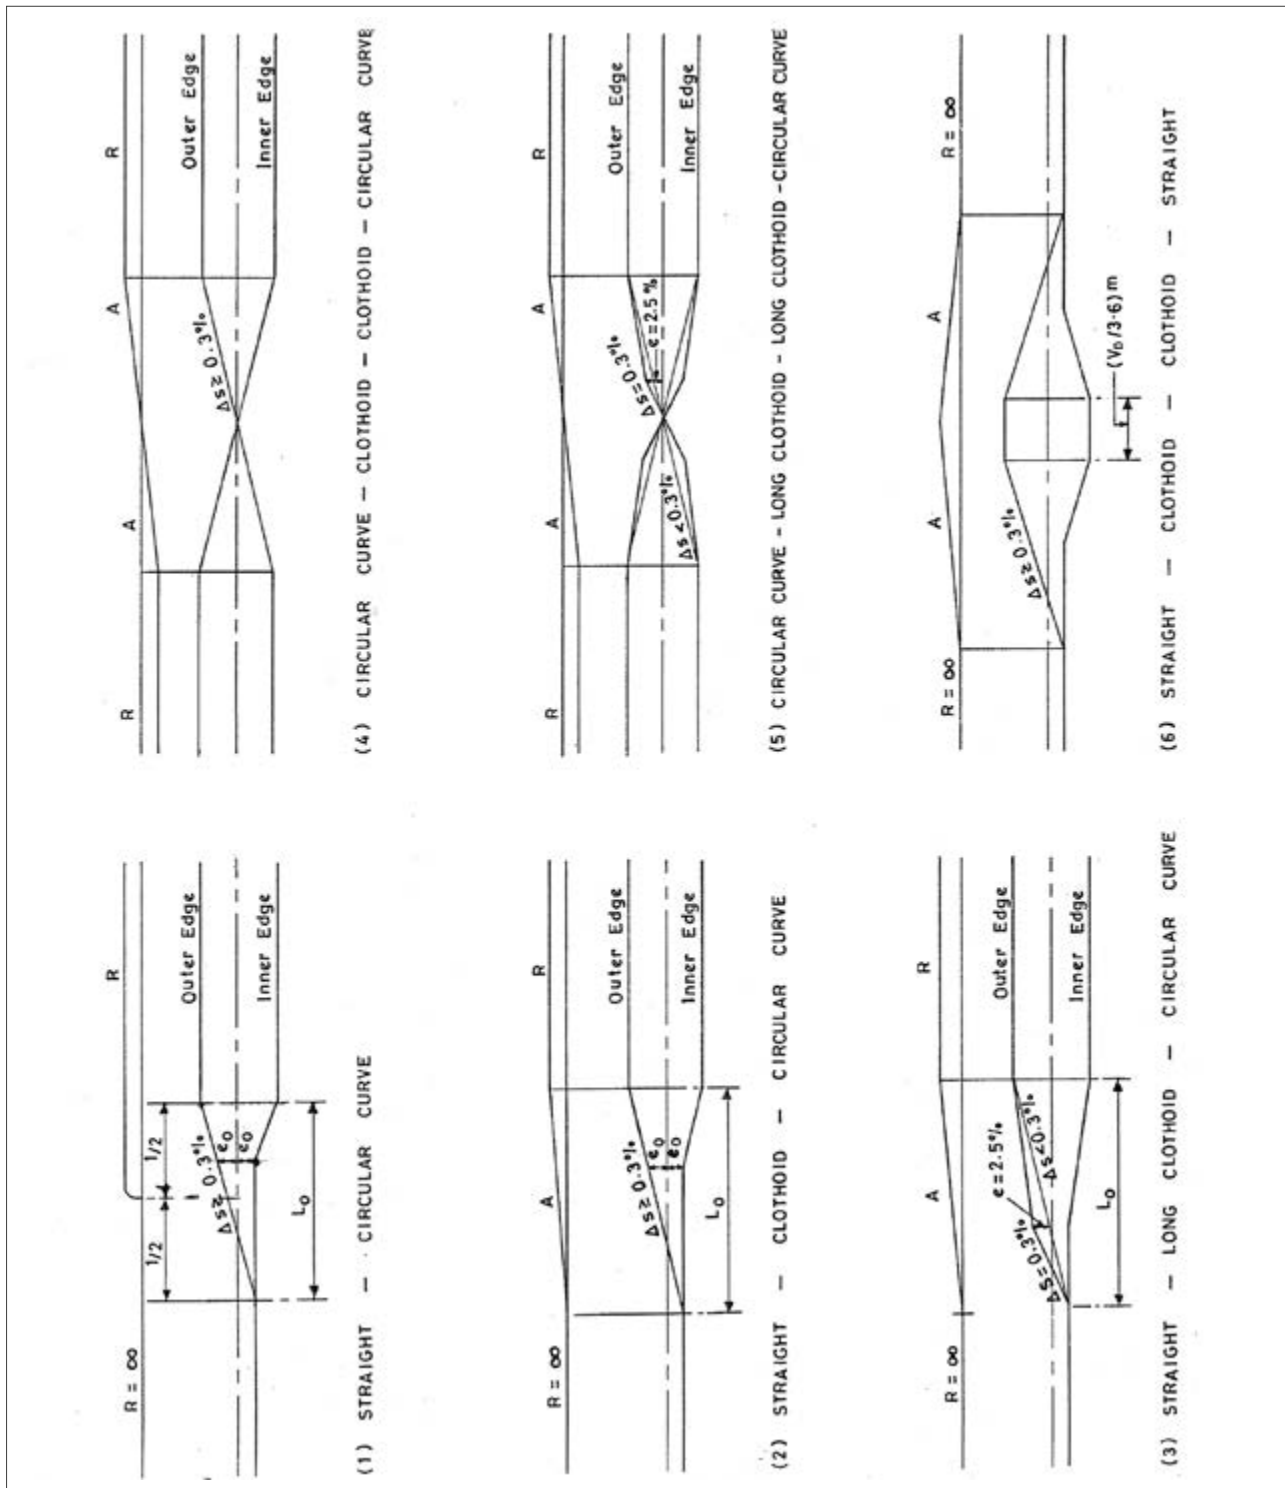 R = ∞
R
1/2
1/2
Outer Edge
Δs≥ 0.3%
e₀
e₀
Inner Edge
L₀
(1) STRAIGHT — CIRCULAR CURVE
R = ∞
A
R
Outer Edge
Δs≥ 0.3%
e₀
e₀
Inner Edge
L₀
(2) STRAIGHT — CLOTHOID — CIRCULAR CURVE
R = ∞
A
R
Outer Edge
e = 2.5%
Δs = 0.3%
Δs < 0.3%
Inner Edge
L₀
(3) STRAIGHT — LONG CLOTHOID — CIRCULAR CURVE
R
A
A
R
Outer Edge
Δs≥ 0.3%
Inner Edge
(4) CIRCULAR CURVE — CLOTHOID — CLOTHOID — CIRCULAR CURVE
R
A
A
R
Outer Edge
Δs = 0.3%
e = 2.5%
Δs < 0.3%
Inner Edge
(5) CIRCULAR CURVE - LONG CLOTHOID - LONG CLOTHOID - CIRCULAR CURVE
R = ∞
A
A
R = ∞
Δs≥ 0.3%
(V_D/3·6) m
(6) STRAIGHT — CLOTHOID — CLOTHOID — STRAIGHT